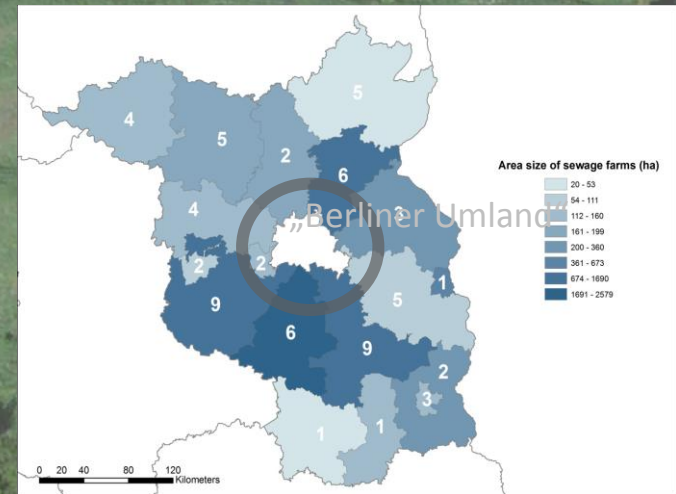 5
4
5
2
6
4
„Berliner Umland“
3
2
2
1
5
9
6
9
2
3
1
1
Area size of sewage farms (ha)
20 - 53
54 - 111
112 - 160
161 - 199
200 - 360
361 - 673
674 - 1690
1691 - 2579
0 20 40 80 120
Kilometers